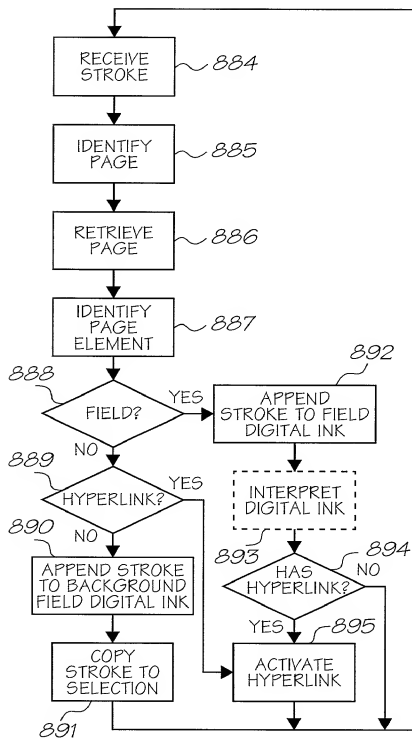 RECEIVE
STROKE
884
IDENTIFY
PAGE
885
RETRIEVE
PAGE
886
IDENTIFY
PAGE
ELEMENT
887
888
FIELD?
YES
NO
892
APPEND
STROKE TO FIELD
DIGITAL INK
889
HYPERLINK?
YES
NO
INTERPRET
DIGITAL INK
893
890
APPEND STROKE
TO BACKGROUND
FIELD DIGITAL INK
894
HAS
HYPERLINK?
NO
YES
895
COPY
STROKE TO
SELECTION
891
ACTIVATE
HYPERLINK